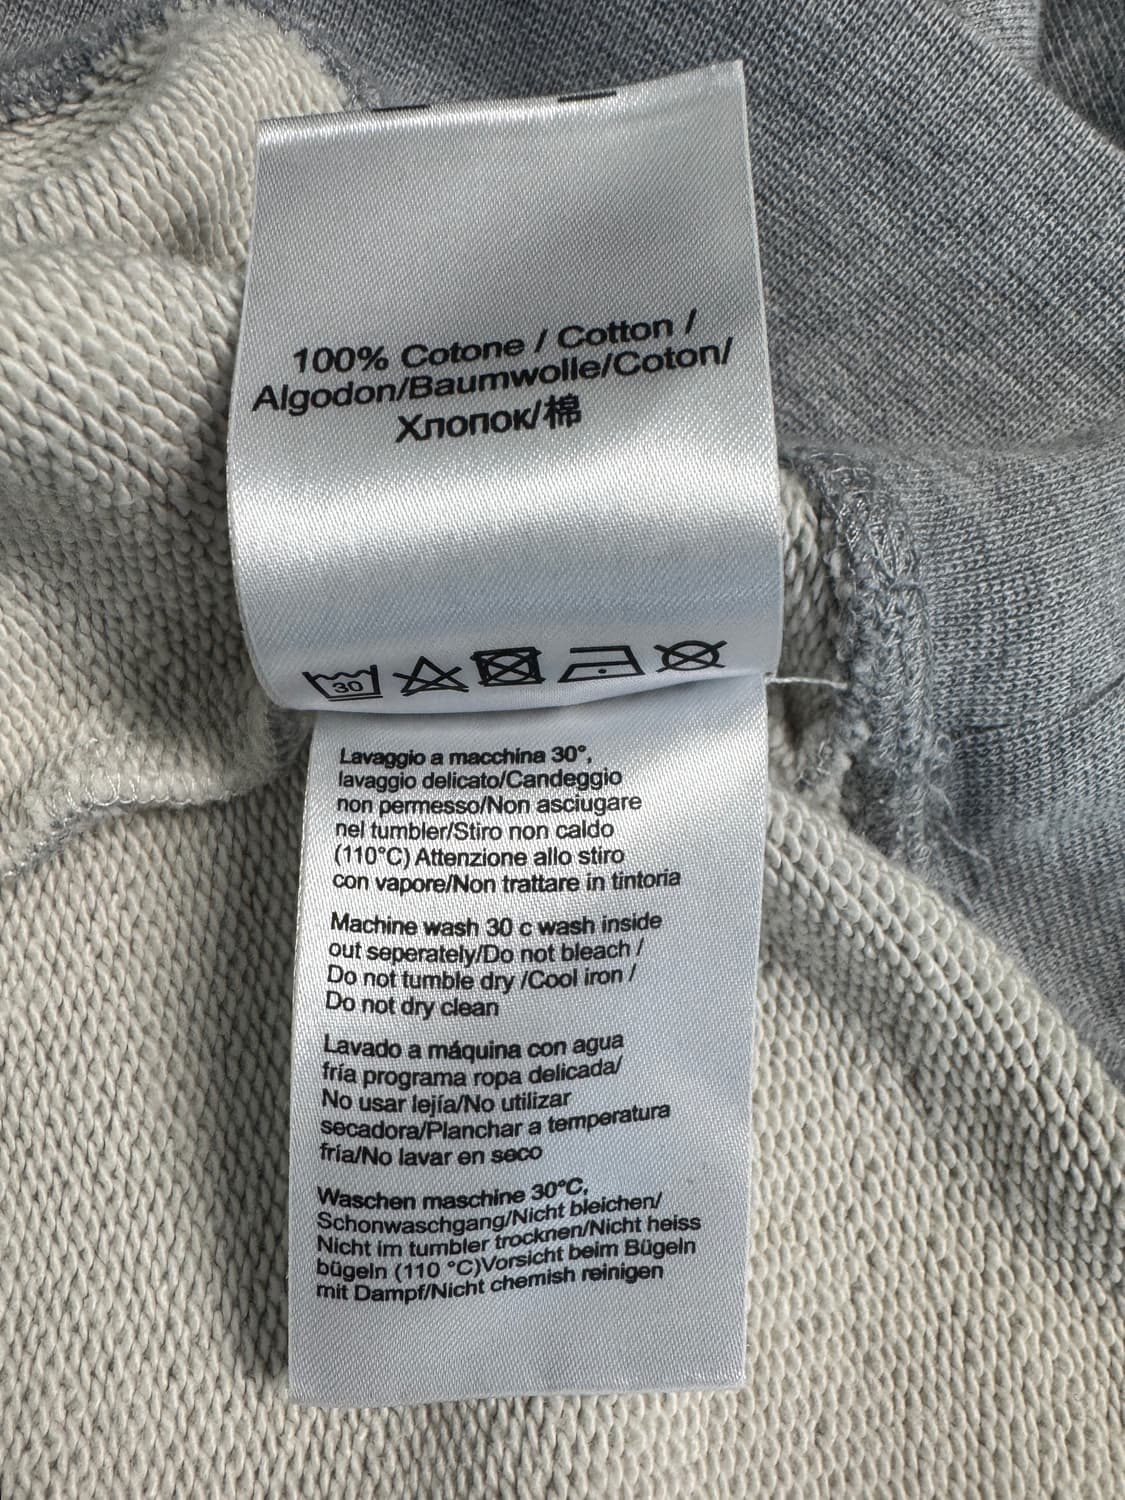 100% Cotone / Cotton /
Algodon/Baumwolle/Coton/
Хлопок/棉
30
Lavaggio a macchina 30°,
lavaggio delicato/Candeggio
non permesso/Non asciugare
nel tumbler/Stiro non caldo
(110°C) Attenzione allo stiro
con vapore/Non trattare in tintoria
Machine wash 30 c wash inside
out seperately/Do not bleach /
Do not tumble dry /Cool iron /
Do not dry clean
Lavado a máquina con agua
fría programa ropa delicada/
No usar lejía/No utilizar
secadora/Planchar a temperatura
fria/No lavar en seco
Waschen maschine 30°C,
Schonwaschgang/Nicht bleichen/
Nicht im tumbler trocknen/Nicht heiss
bügeln (110 °C)Vorsicht beim Bügeln
mit Dampf/Nicht chemish reinigen